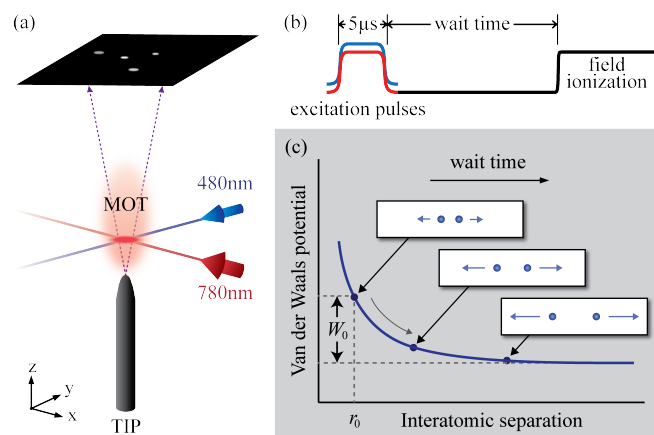 (a)
MOT
480nm
780nm
z
y
x
TIP
(b)
5μs
wait time
field
ionization
excitation pulses
(c)
wait time
Van der Waals potential
W0
r0
Interatomic separation